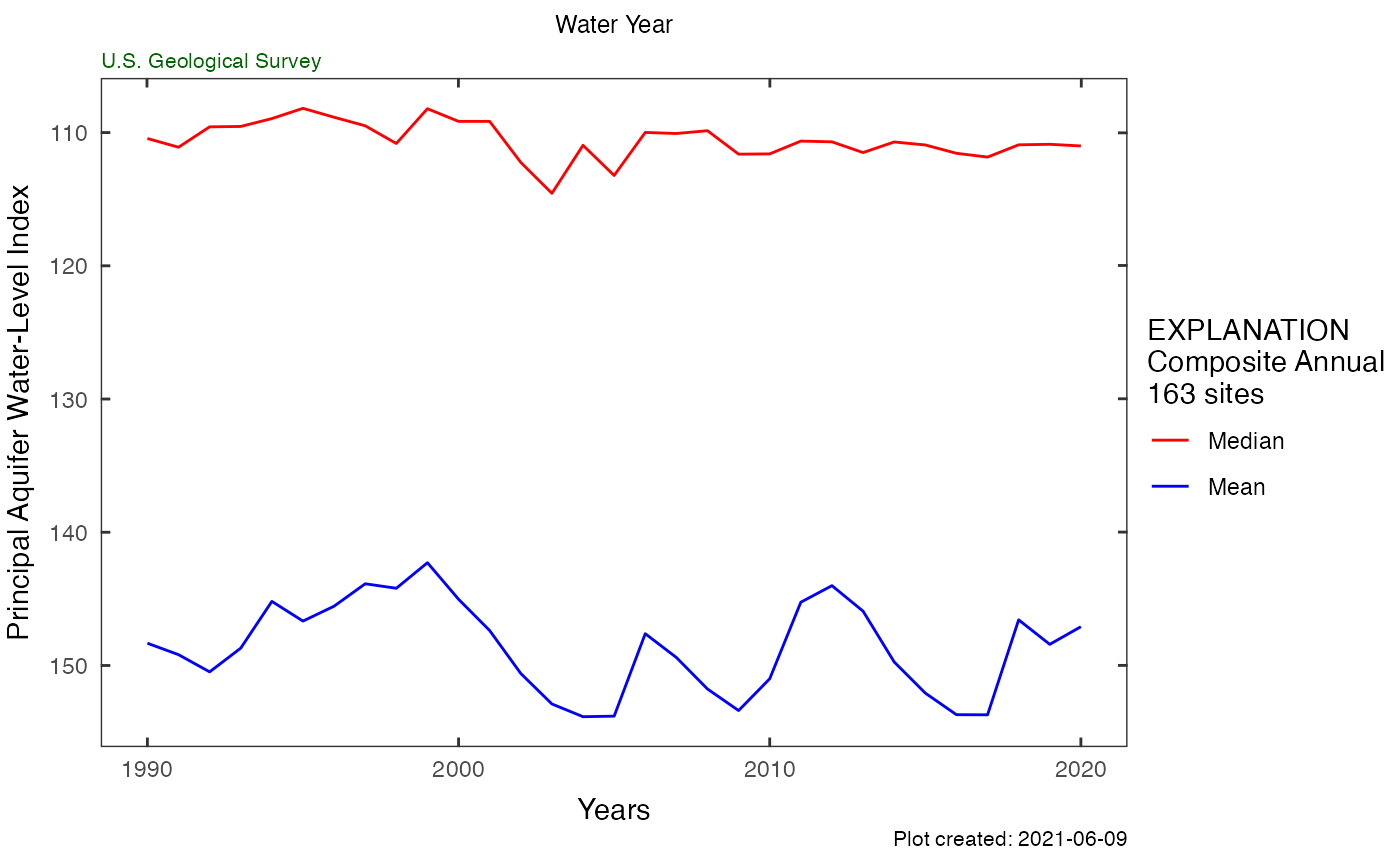 Water Year
U.S. Geological Survey
Principal Aquifer Water-Level Index
110
120
130
140
150
1990 2000 2010 2020
Years
EXPLANATION
Composite Annual
163 sites
Median
Mean
Plot created: 2021-06-09